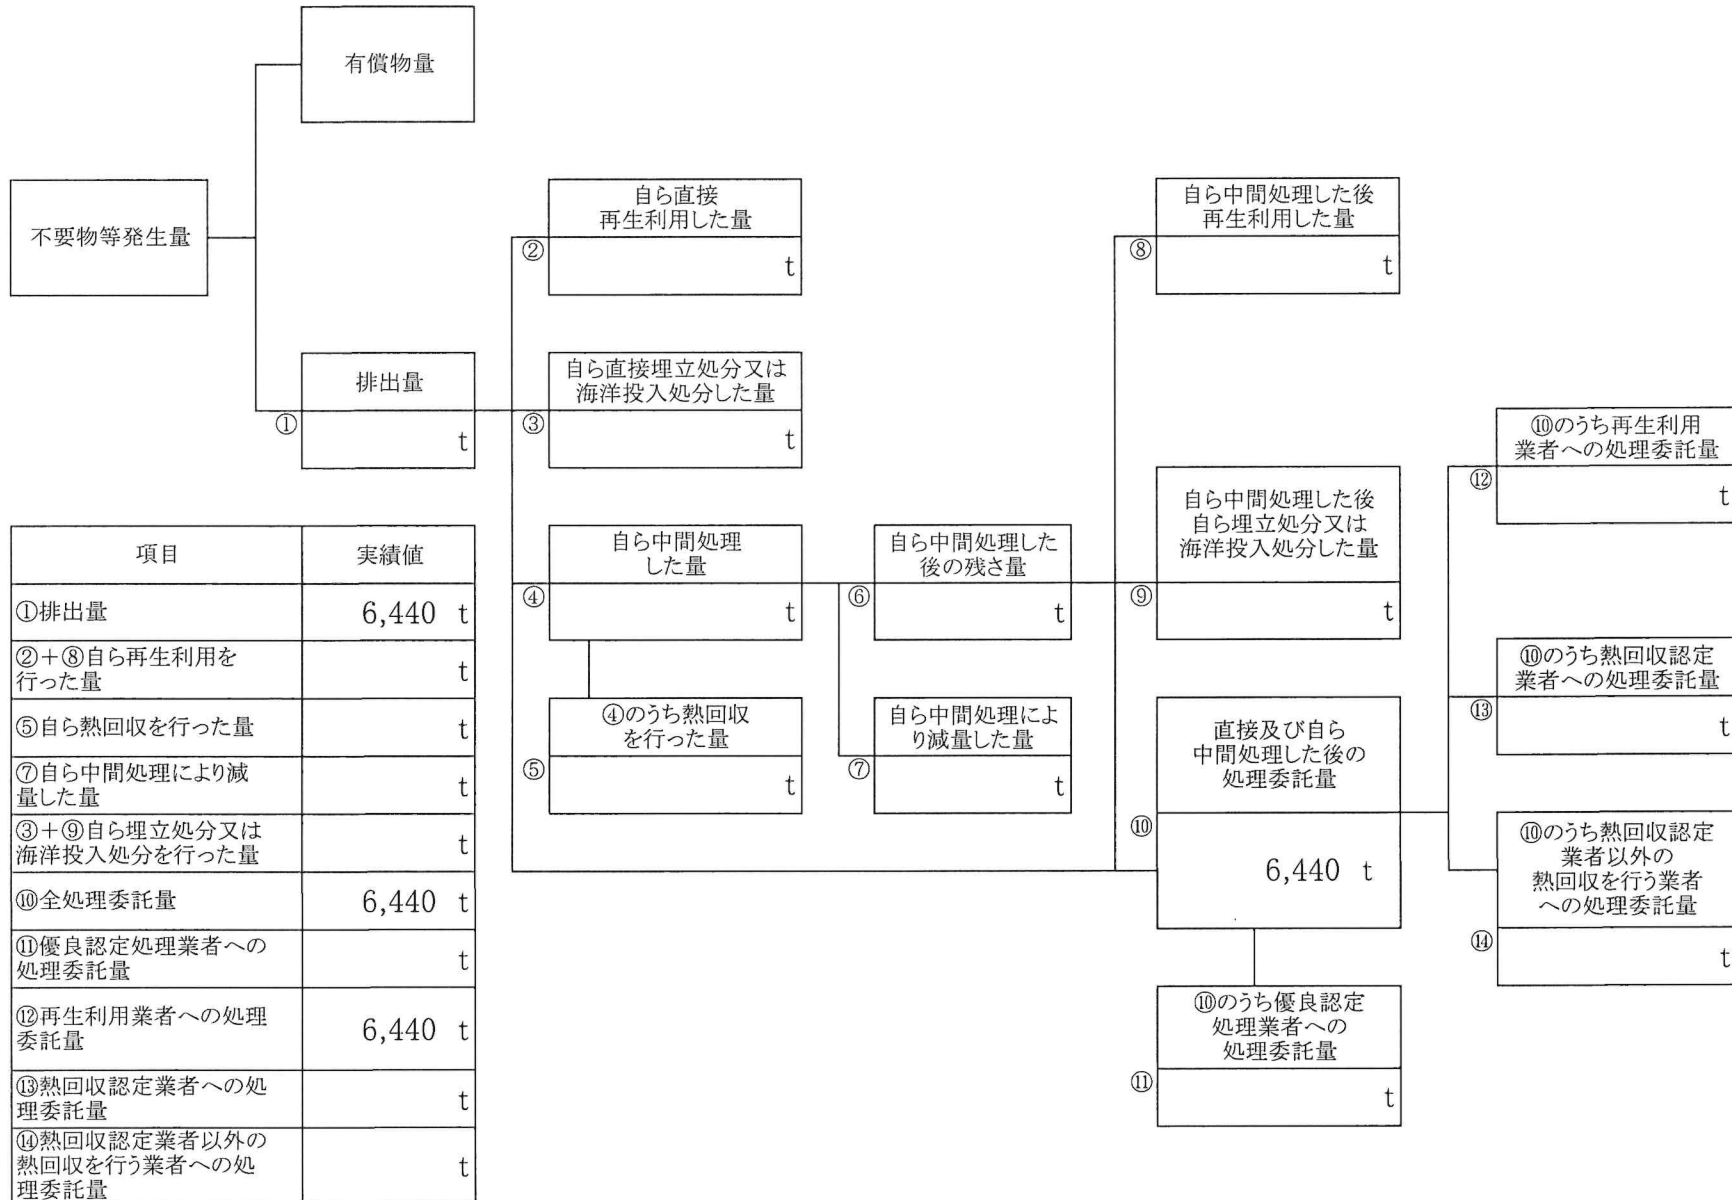 有償物量
不要物等発生量
自ら直接
再生利用した量
②
t
自ら中間処理した後
再生利用した量
⑧
t
排出量
①
t
自ら直接埋立処分又は
海洋投入処分した量
③
t
⑩のうち再生利用
業者への処理委託量
⑫
t
自ら中間処理
した量
④
t
自ら中間処理した
後の残さ量
⑥
t
自ら中間処理した後
自ら埋立処分又は
海洋投入処分した量
⑨
t
⑩のうち熱回収認定
業者への処理委託量
⑬
t
④のうち熱回収
を行った量
⑤
t
自ら中間処理によ
り減量した量
⑦
t
直接及び自ら
中間処理した後の
処理委託量
⑩
6,440 t
⑩のうち熱回収認定
業者以外の
熱回収を行う業者
への処理委託量
⑭
t
⑩のうち優良認定
処理業者への
処理委託量
⑪
t
項目 実績値
①排出量 6,440 t
②+⑧自ら再生利用を
行った量 t
⑤自ら熱回収を行った量 t
⑦自ら中間処理により減
量した量 t
③+⑨自ら埋立処分又は
海洋投入処分を行った量 t
⑩全処理委託量 6,440 t
⑪優良認定処理業者への
処理委託量 t
⑫再生利用業者への処理
委託量 6,440 t
⑬熱回収認定業者への処
理委託量 t
⑭熱回収認定業者以外の
熱回収を行う業者への処
理委託量 t